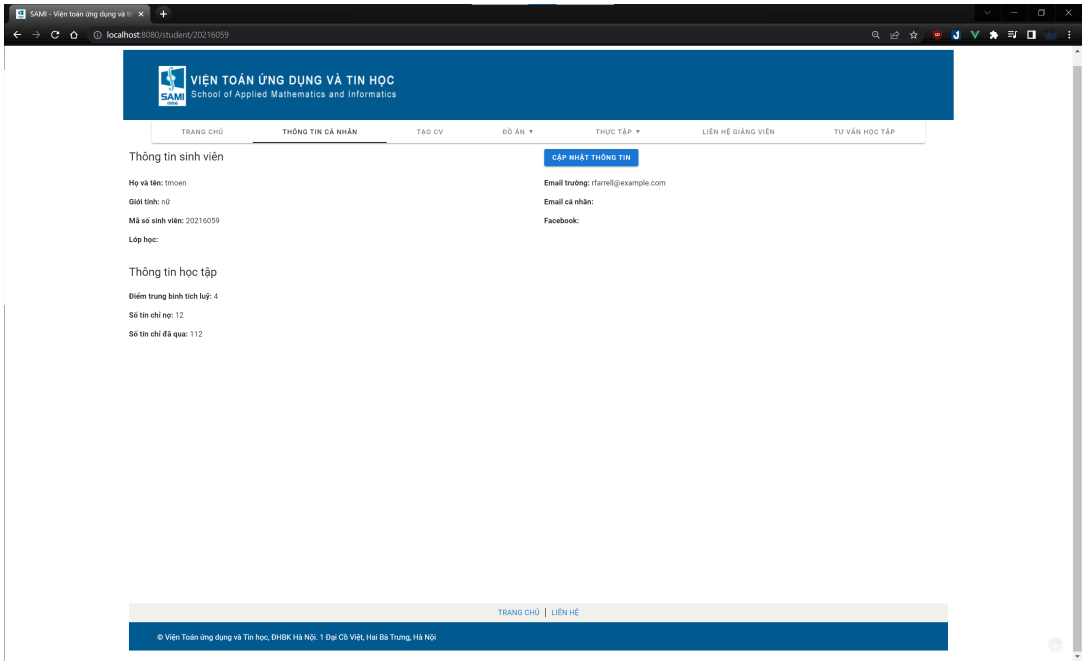 SAMI - Viện toán ứng dụng và ti
localhost:8080/student/20216059
SAMI
1956
VIỆN TOÁN ỨNG DỤNG VÀ TIN HỌC
School of Applied Mathematics and Informatics
TRANG CHỦ THÔNG TIN CÁ NHÂN TẠO CV ĐỒ ÁN ▼ THỰC TẬP ▼ LIÊN HỆ GIẢNG VIÊN TƯ VẤN HỌC TẬP
Thông tin sinh viên
CẬP NHẬT THÔNG TIN
Họ và tên: tmoen
Giới tính: nữ
Mã số sinh viên: 20216059
Lớp học:
Email trường: rfarrell@example.com
Email cá nhân:
Facebook:
Thông tin học tập
Điểm trung bình tích luỹ: 4
Số tín chỉ nợ: 12
Số tín chỉ đã qua: 112
TRANG CHỦ | LIÊN HỆ
© Viện Toán ứng dụng và Tin học, ĐHBK Hà Nội. 1 Đại Cồ Việt, Hai Bà Trưng, Hà Nội